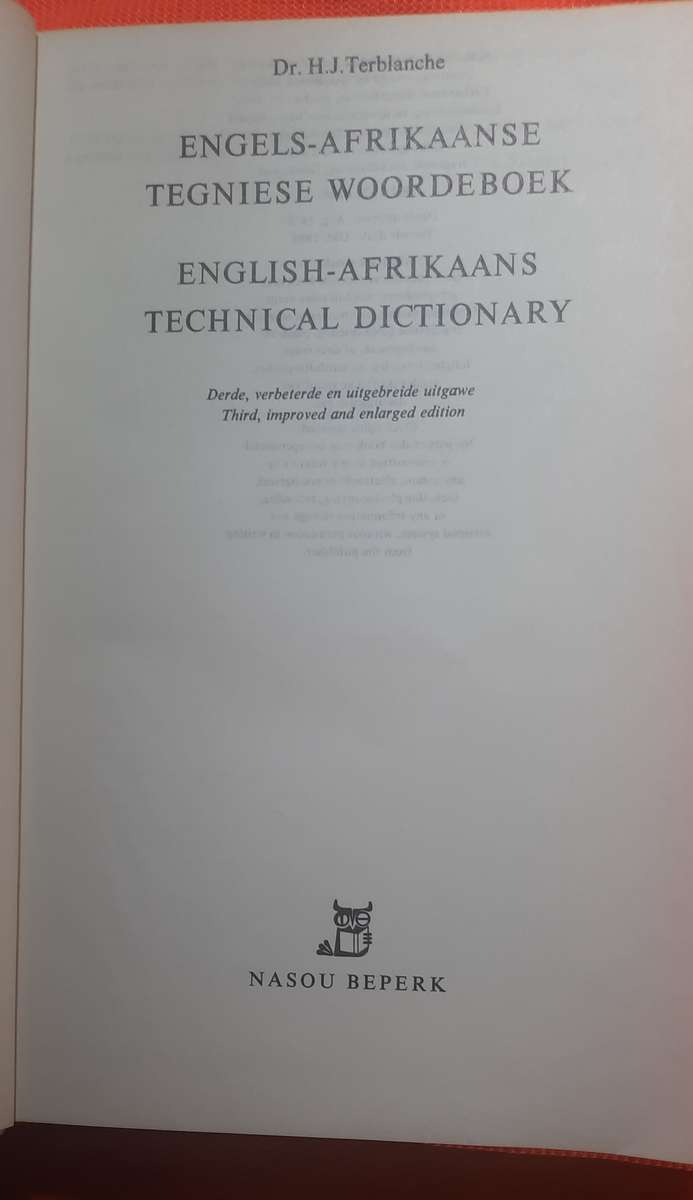 Dr. H.J.Terblanche
ENGELS-AFRIKAANSE
TEGNIESE WOORDEBOEK
ENGLISH-AFRIKAANS
TECHNICAL DICTIONARY
Derde, verbeterde en uitgebreide uitgawe
Third, improved and enlarged edition
NASOU BEPERK